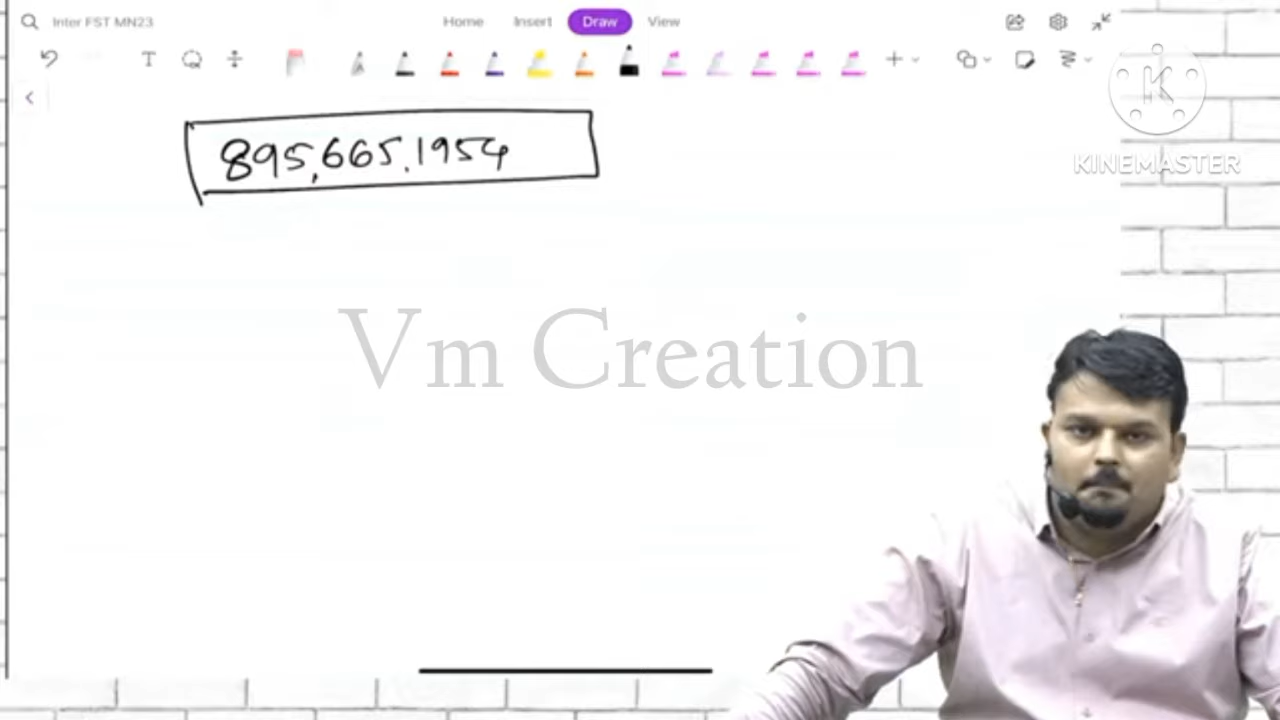 Inter FST MN23
Home Insert Draw View
KINEMASTER
895,665,1954
Vm Creation